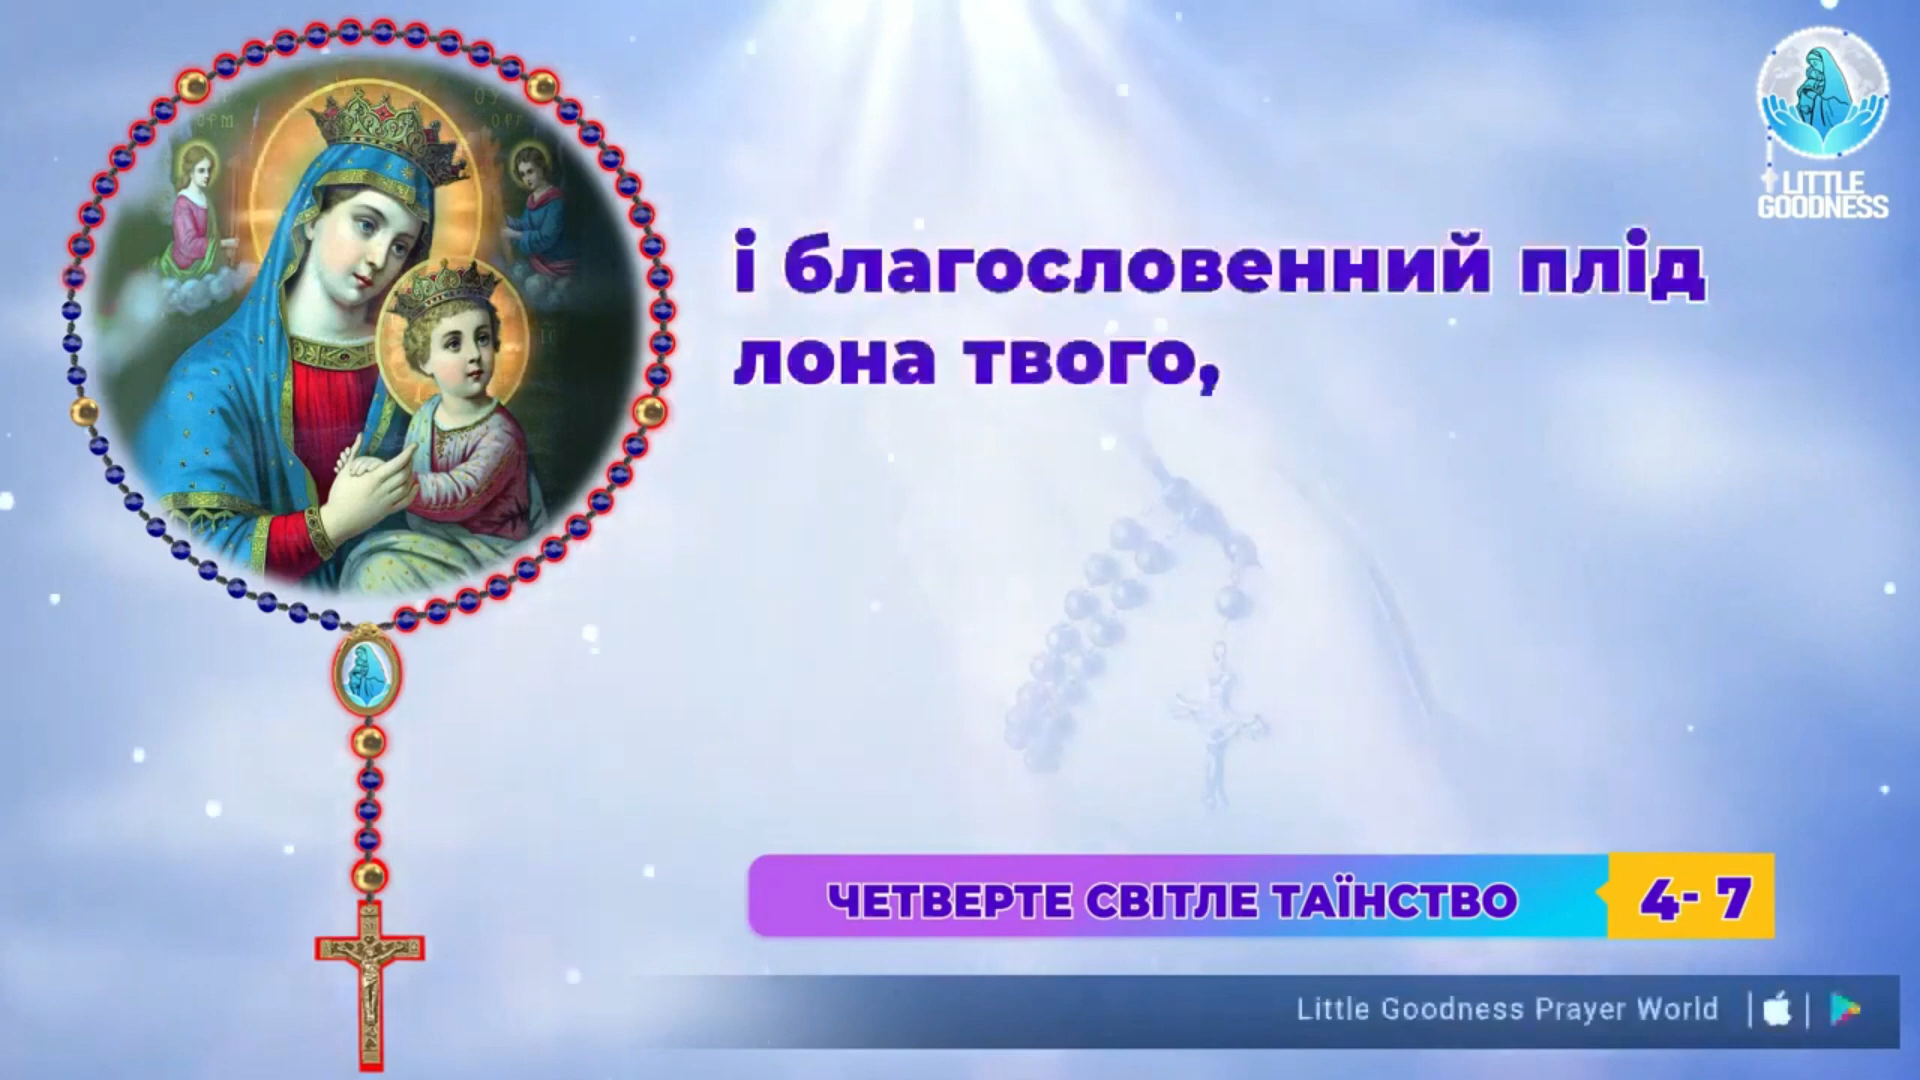 LITTLE
GOODNESS
і благословенний плід
лона твого,
ЧЕТВЕРТЕ СВІТЛЕ ТАЇНСТВО 4- 7
Little Goodness Prayer World